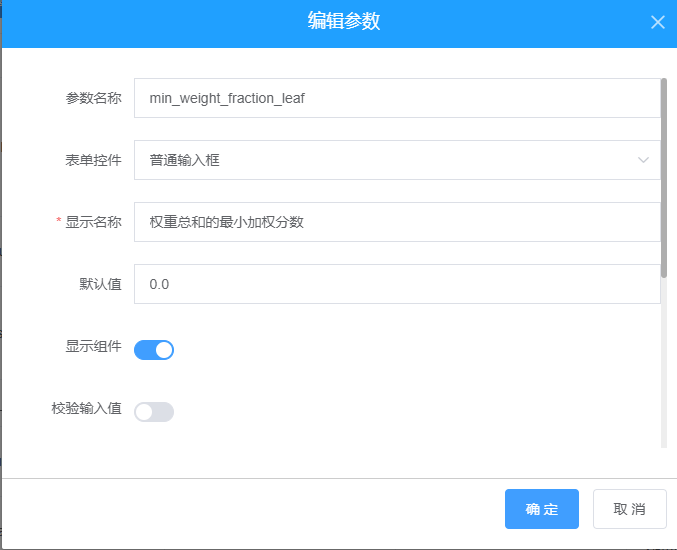 编辑参数
参数名称 min_weight_fraction_leaf
表单控件 普通输入框
* 显示名称 权重总和的最小加权分数
默认值 0.0
显示组件
校验输入值
确 定 取 消